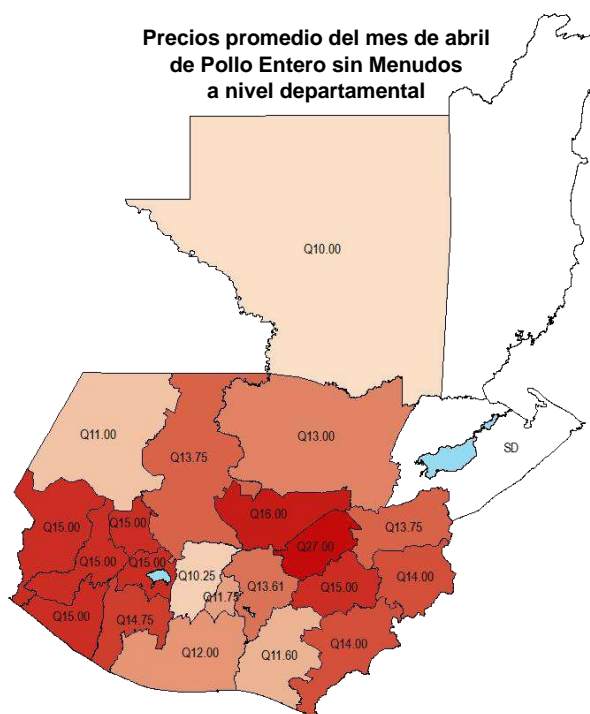 Precios promedio del mes de abril
de Pollo Entero sin Menudos
a nivel departamental
Q10.00
Q11.00
Q13.00
Q13.75
SD
Q16.00
Q15.00
Q15.00
Q13.75
Q27.00
Q15.00
Q15.00
Q10.25
Q11.75
Q13.61
Q15.00
Q14.00
Q15.00
Q14.75
Q14.00
Q12.00
Q11.60